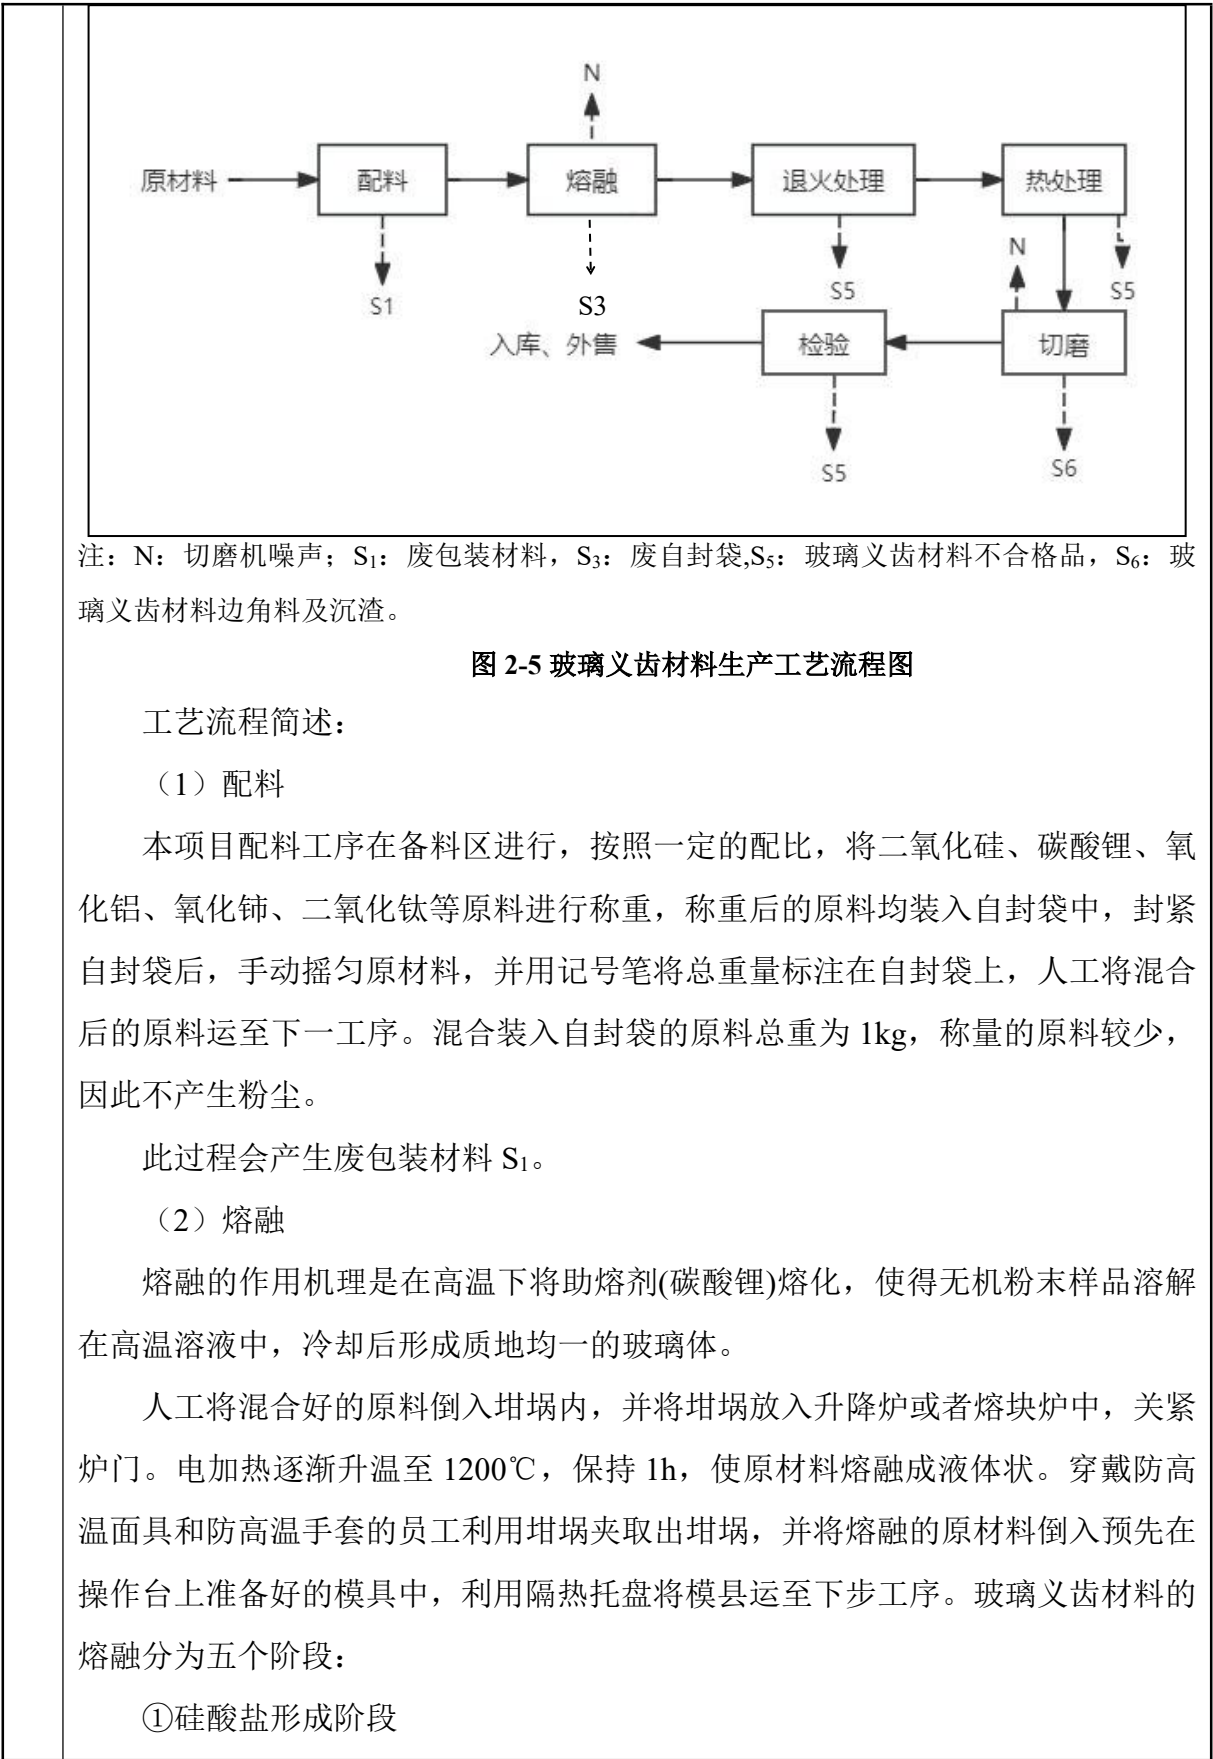 N
原材料
配料
熔融
退火处理
热处理
S1
S3
S5
N
S5
入库、外售
检验
切磨
S5
S6
注：N：切磨机噪声；S₁：废包装材料，S₃：废自封袋,S₅：玻璃义齿材料不合格品，S₆：玻
璃义齿材料边角料及沉渣。
图 2-5 玻璃义齿材料生产工艺流程图
工艺流程简述：
（1）配料
本项目配料工序在备料区进行，按照一定的配比，将二氧化硅、碳酸锂、氧
化铝、氧化铈、二氧化钛等原料进行称重，称重后的原料均装入自封袋中，封紧
自封袋后，手动摇匀原材料，并用记号笔将总重量标注在自封袋上，人工将混合
后的原料运至下一工序。混合装入自封袋的原料总重为 1kg，称量的原料较少，
因此不产生粉尘。
此过程会产生废包装材料 S₁。
（2）熔融
熔融的作用机理是在高温下将助熔剂(碳酸锂)熔化，使得无机粉末样品溶解
在高温溶液中，冷却后形成质地均一的玻璃体。
人工将混合好的原料倒入坩埚内，并将坩埚放入升降炉或者熔块炉中，关紧
炉门。电加热逐渐升温至 1200℃，保持 1h，使原材料熔融成液体状。穿戴防高
温面具和防高温手套的员工利用坩埚夹取出坩埚，并将熔融的原材料倒入预先在
操作台上准备好的模具中，利用隔热托盘将模县运至下步工序。玻璃义齿材料的
熔融分为五个阶段：
①硅酸盐形成阶段